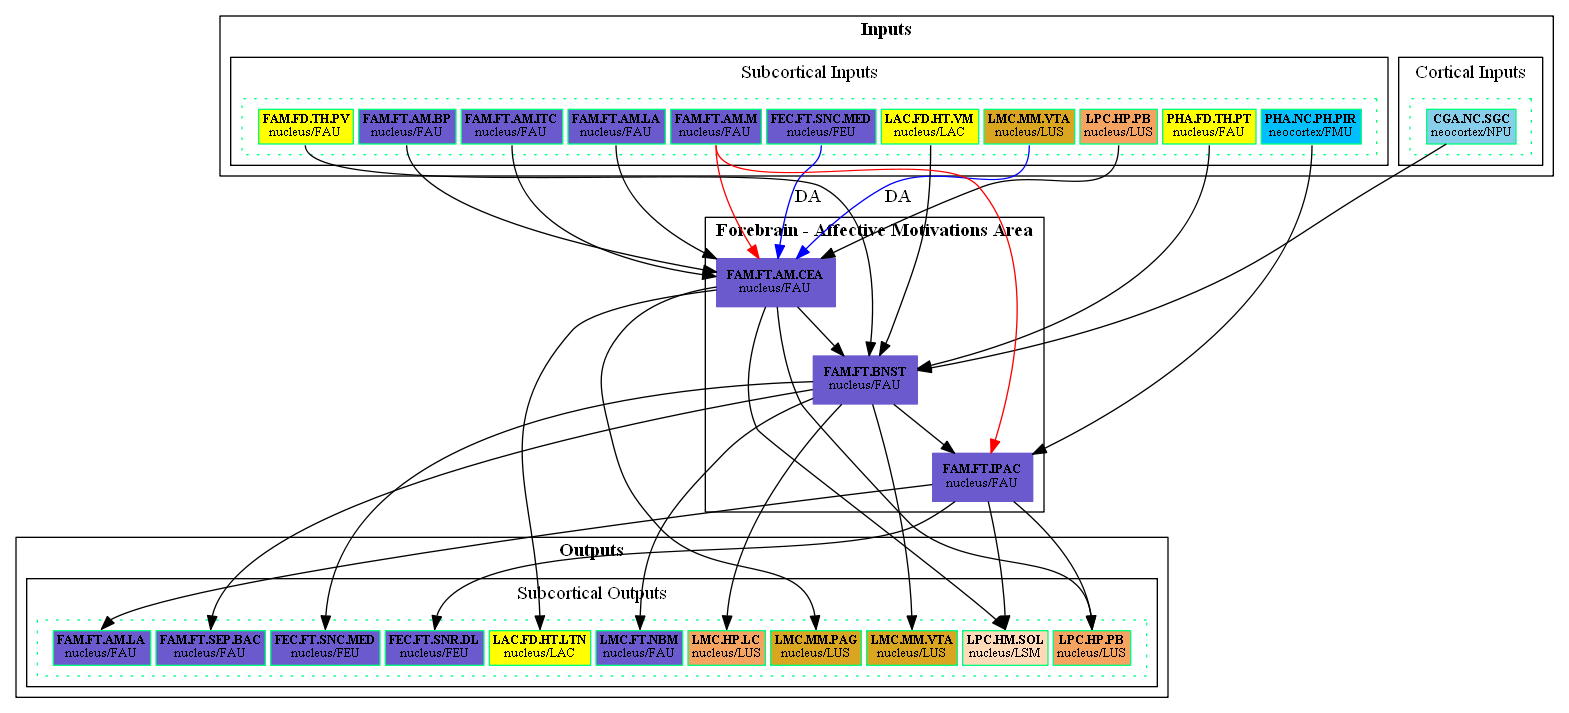 Inputs
Subcortical Inputs
Cortical Inputs
FAM.FD.TH.PV
nucleus/FAU
FAM.FT.AM.BP
nucleus/FAU
FAM.FT.AM.ITC
nucleus/FAU
FAM.FT.AM.LA
nucleus/FAU
FAM.FT.AM.M
nucleus/FAU
FEC.FT.SNC.MED
nucleus/FEU
LAC.FD.HT.VM
nucleus/LAC
LMC.MM.VTA
nucleus/LUS
LPC.HP.PB
nucleus/LUS
PHA.FD.TH.PT
nucleus/FAU
PHA.NC.PH.PIR
neocortex/FMU
CGA.NC.SGC
neocortex/NPU
DA
DA
Forebrain - Affective Motivations Area
FAM.FT.AM.CEA
nucleus/FAU
FAM.FT.BNST
nucleus/FAU
FAM.FT.IPAC
nucleus/FAU
Outputs
Subcortical Outputs
FAM.FT.AM.LA
nucleus/FAU
FAM.FT.SEP.BAC
nucleus/FAU
FEC.FT.SNC.MED
nucleus/FEU
FEC.FT.SNR.DL
nucleus/FEU
LAC.FD.HT.LTN
nucleus/LAC
LMC.FT.NBM
nucleus/FAU
LMC.HP.LC
nucleus/LUS
LMC.MM.PAG
nucleus/LUS
LMC.MM.VTA
nucleus/LUS
LPC.HM.SOL
nucleus/LSM
LPC.HP.PB
nucleus/LUS